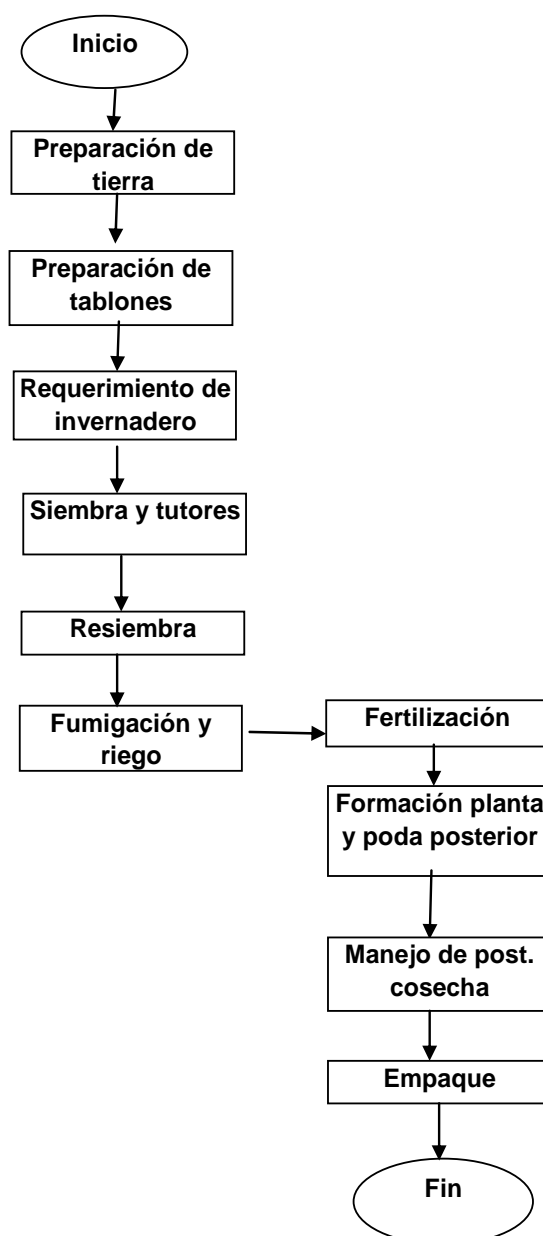 Inicio
Preparación de
tierra
Preparación de
tablones
Requerimiento de
invernadero
Siembra y tutores
Resiembra
Fumigación y
riego
Fertilización
Formación planta
y poda posterior
Manejo de post.
cosecha
Empaque
Fin